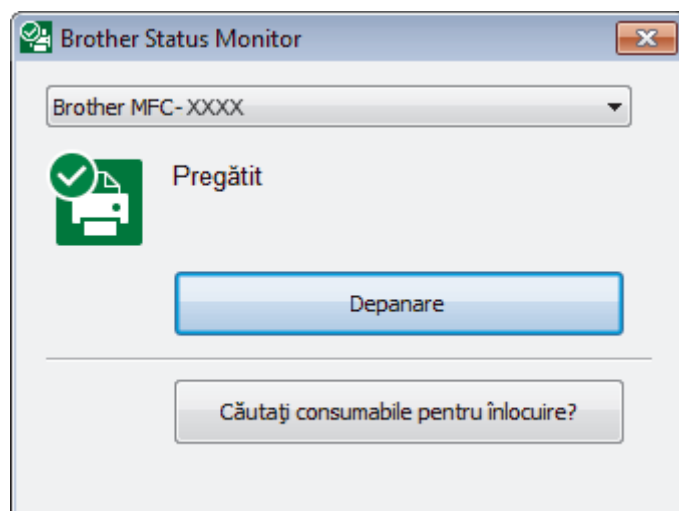 Brother Status Monitor
Brother MFC-XXXX
Pregătit
Depanare
Căutaţi consumabile pentru înlocuire?